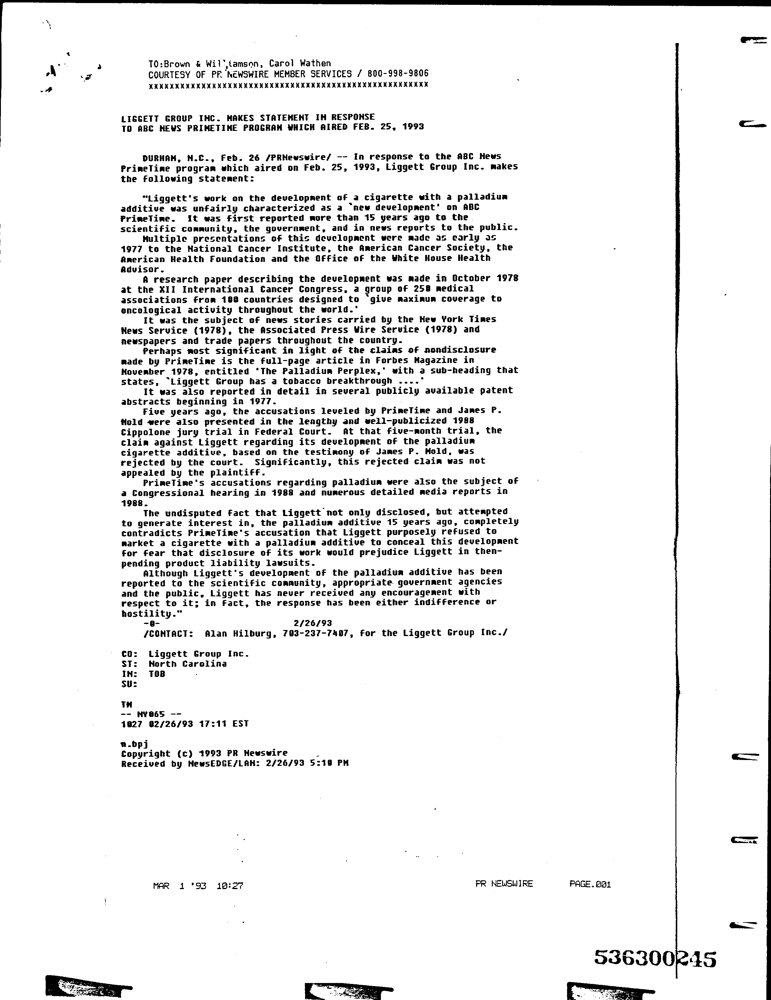 TO:Brown & Wil',iamson, Carol Wathen
COURTESY OF PR NEWSWIRE MEMBER SERVICES / 800-998-9806
XXXXXXXXXXXXXXXXXXXXXXXXXXXXXXXXXXXXXXXXXXXXXXXXXXXXXX
LIGGETT GROUP INC. MAKES STATEMENT IN RESPONSE
TO ABC NEWS PRIMETIME PROGRAM WHICH AIRED FEB. 25, 1993
DURHAM, N.C., Feb. 26 /PRNewswire/ -- In response to the ABC News
PrimeTime program which aired on Feb. 25, 1993, Liggett Group Inc. makes
the following statement:
"Liggett's work on the development of a cigarette with a palladium
additive was unfairly characterized as a `new development' on ABC
PrimeTime. It was first reported more than 15 years ago to the
scientific community, the government, and in news reports to the public.
Multiple presentations of this development were made as early as
1977 to the National Cancer Institute, the American Cancer Society, the
American Health Foundation and the Office of the White House Health
Advisor.
A research paper describing the development was made in October 1978
at the XII International Cancer Congress, a group of 250 medical
associations from 100 countries designed to `give maximum coverage to
oncological activity throughout the world.'
It was the subject of news stories carried by the New York Times
News Service (1978), the Associated Press Wire Service (1978) and
newspapers and trade papers throughout the country.
Perhaps most significant in light of the claims of nondisclosure
made by PrimeTime is the full-page article in Forbes Magazine in
November 1978, entitled 'The Palladium Perplex,' with a sub-heading that
states, `Liggett Group has a tobacco breakthrough ....'
It was also reported in detail in several publicly available patent
abstracts beginning in 1977.
Five years ago, the accusations leveled by PrimeTime and James P.
Mold were also presented in the lengthy and well-publicized 1988
Cippolone jury trial in Federal Court. At that five-month trial, the
claim against Liggett regarding its development of the palladium
cigarette additive, based on the testimony of James P. Mold, was
rejected by the court. Significantly, this rejected claim was not
appealed by the plaintiff.
PrimeTime's accusations regarding palladium were also the subject of
a Congressional hearing in 1988 and numerous detailed media reports in
1988.
The undisputed fact that Liggett not only disclosed, but attempted
to generate interest in, the palladium additive 15 years ago, completely
contradicts PrimeTime's accusation that Liggett purposely refused to
market a cigarette with a palladium additive to conceal this development
for fear that disclosure of its work would prejudice Liggett in then-
pending product liability lawsuits.
Although Liggett's development of the palladium additive has been
reported to the scientific community, appropriate government agencies
and the public, Liggett has never received any encouragement with
respect to it; in fact, the response has been either indifference or
hostility."
-0- 2/26/93
/CONTACT: Alan Hilburg, 703-237-7407, for the Liggett Group Inc./
CO: Liggett Group Inc.
ST: North Carolina
IN: TOB
SU:
TM
-- NY065 --
1027 02/26/93 17:11 EST
m.bpj
Copyright (c) 1993 PR Newswire
Received by NewsEDGE/LAN: 2/26/93 5:10 PM
MAR 1 '93 10:27 PR NEWSWIRE PAGE.001
536300245